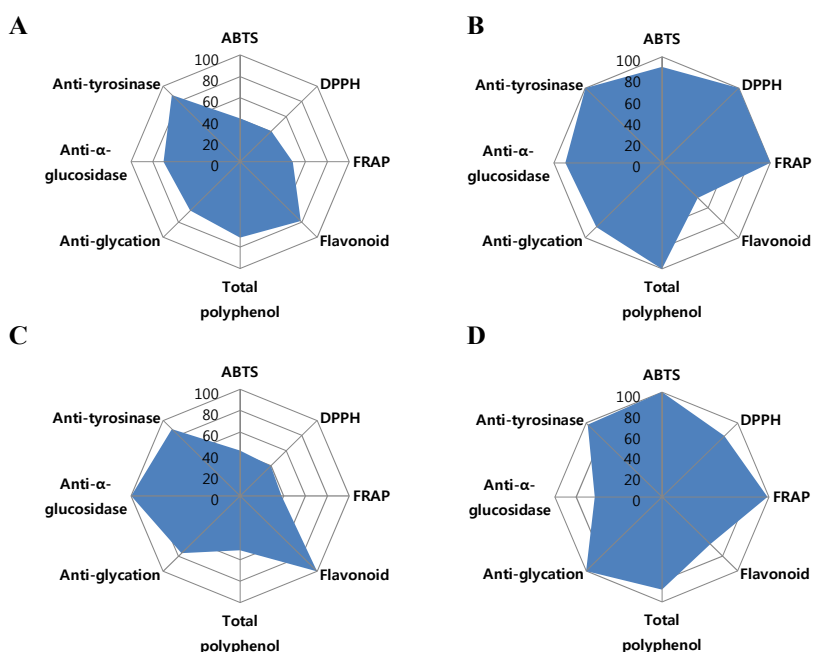 A
ABTS
100
80
60
40
20
0
DPPH
FRAP
Flavonoid
Total
polyphenol
Anti-glycation
Anti-α-
glucosidase
Anti-tyrosinase
B
ABTS
100
80
60
40
20
0
DPPH
FRAP
Flavonoid
Total
polyphenol
Anti-glycation
Anti-α-
glucosidase
Anti-tyrosinase
C
ABTS
100
80
60
40
20
0
DPPH
FRAP
Flavonoid
Total
polyphenol
Anti-glycation
Anti-α-
glucosidase
Anti-tyrosinase
D
ABTS
100
80
60
40
20
0
DPPH
FRAP
Flavonoid
Total
polyphenol
Anti-glycation
Anti-α-
glucosidase
Anti-tyrosinase